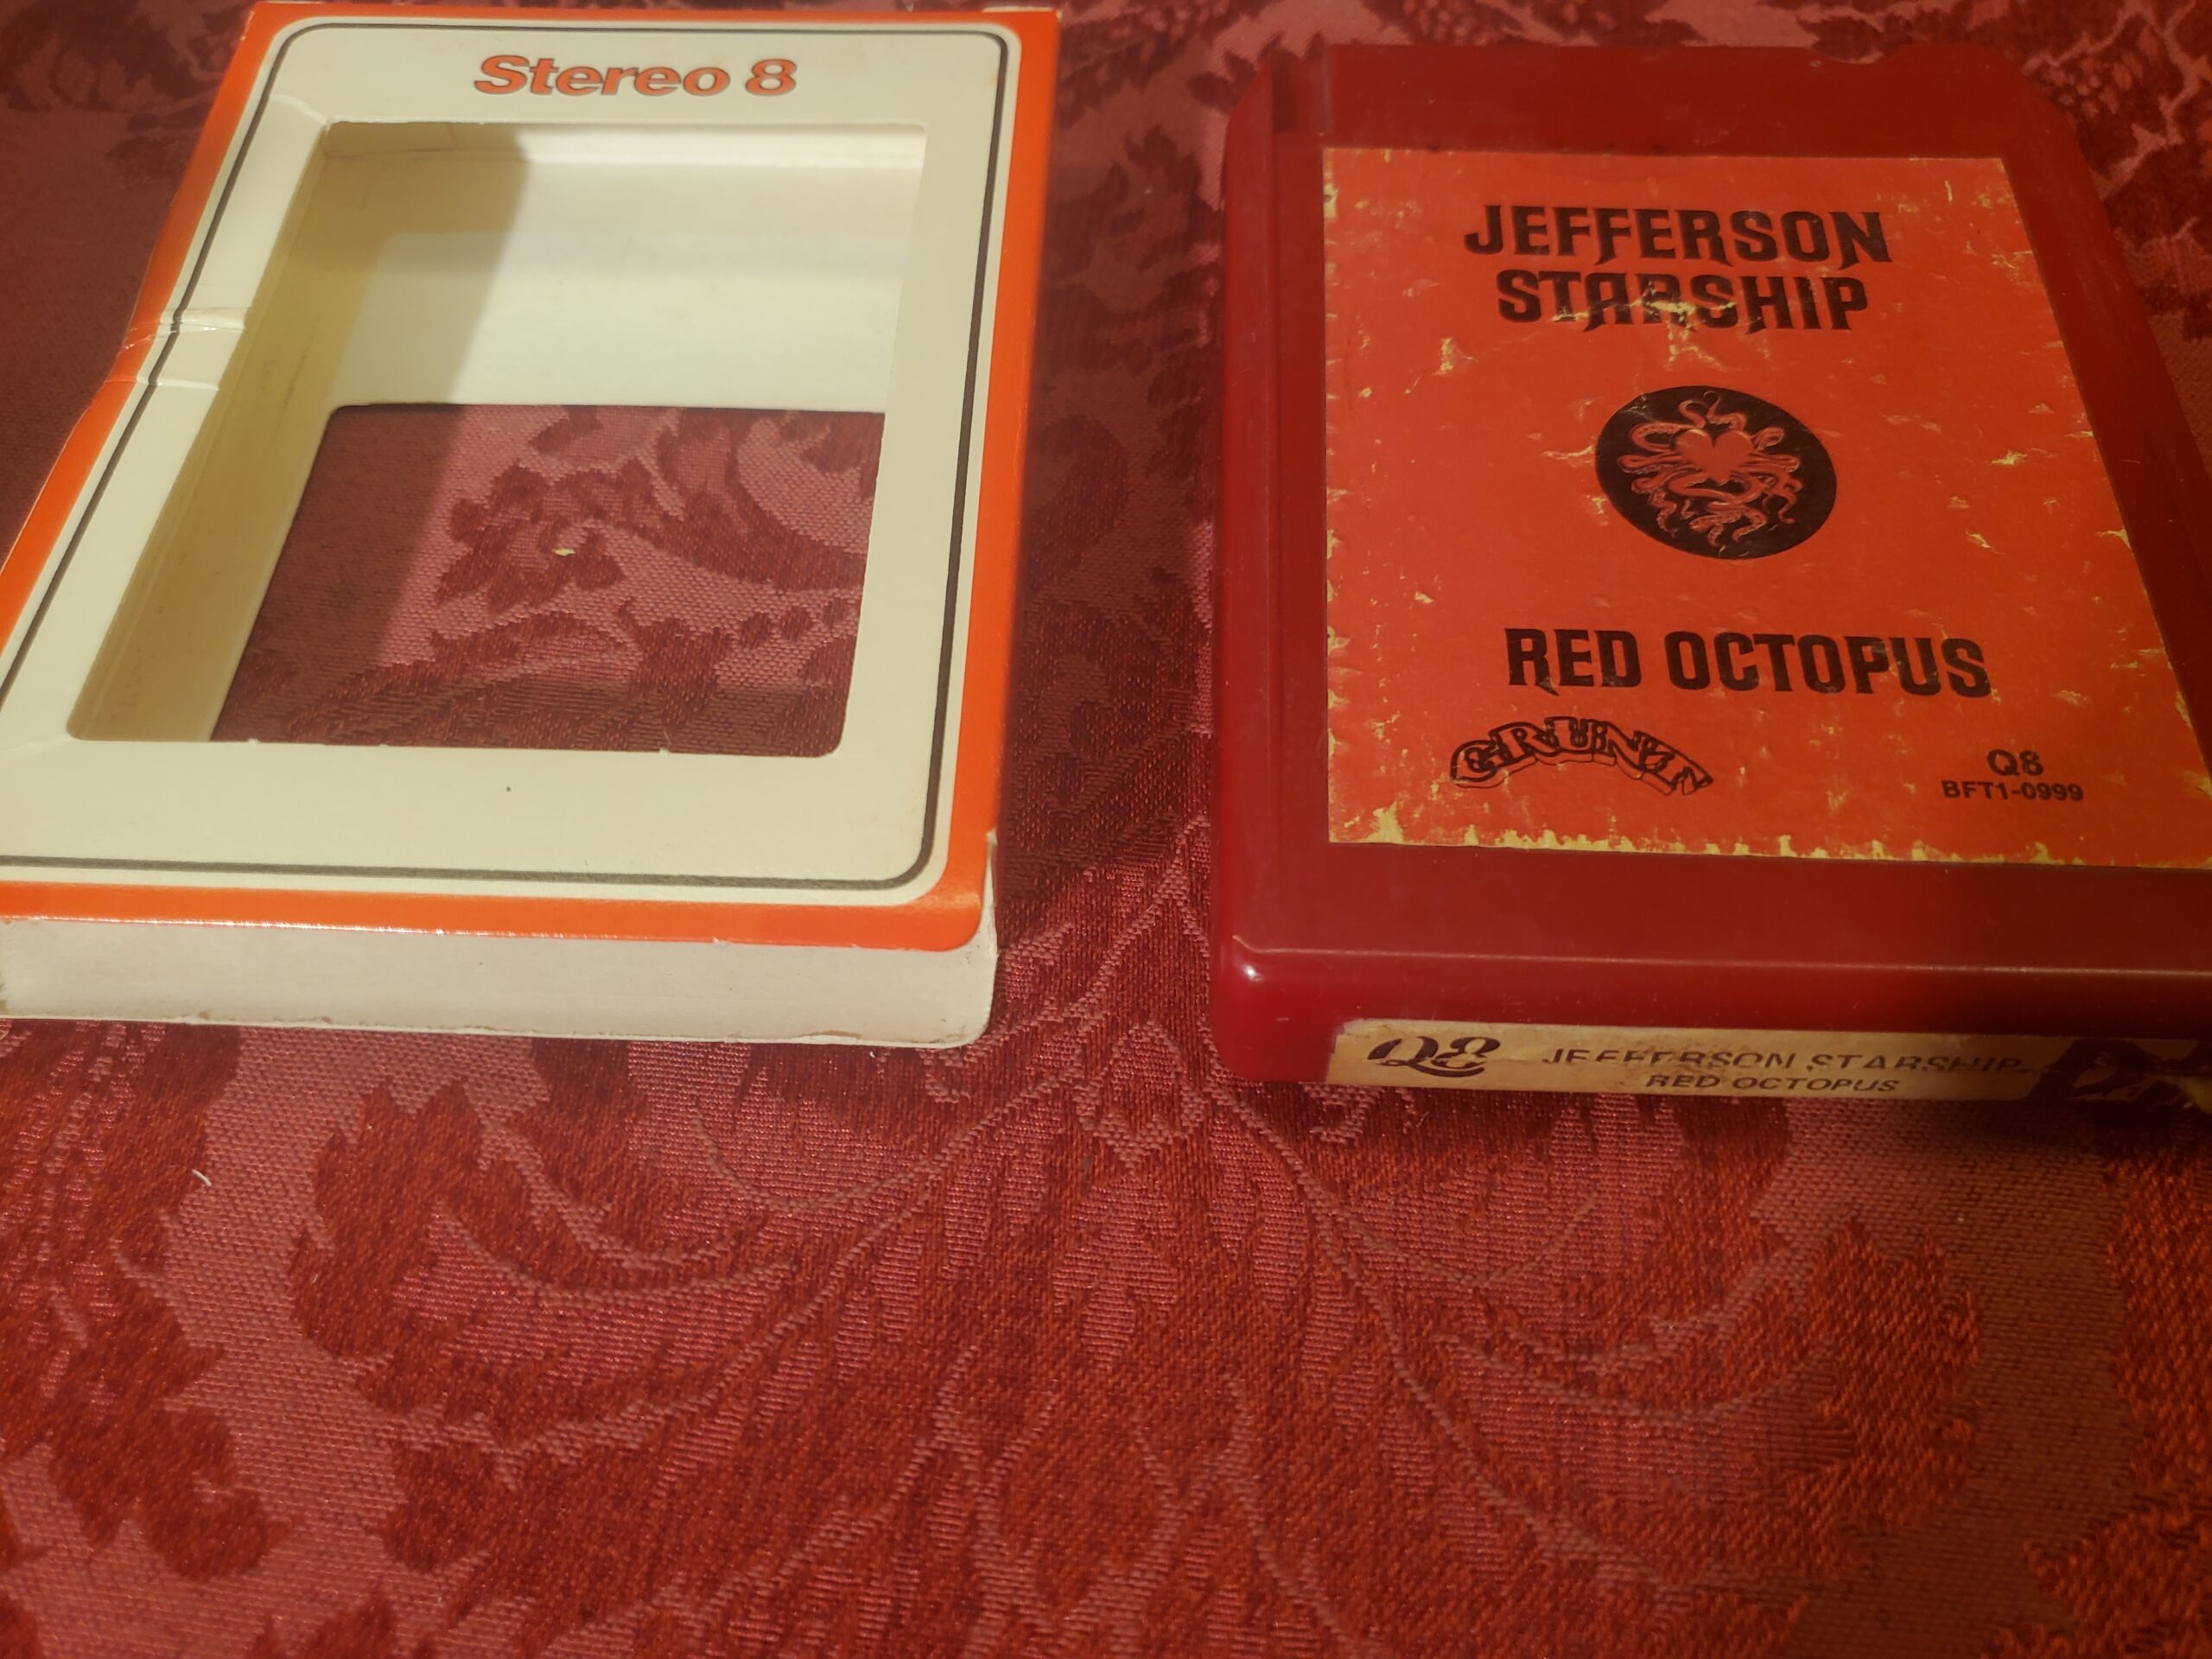 Stereo 8
JEFFERSON
STARSHIP
RED OCTOPUS
GRUNT
Q8
BFT1-0999
Q8 JEFFERSON STARSHIP
RED OCTOPUS